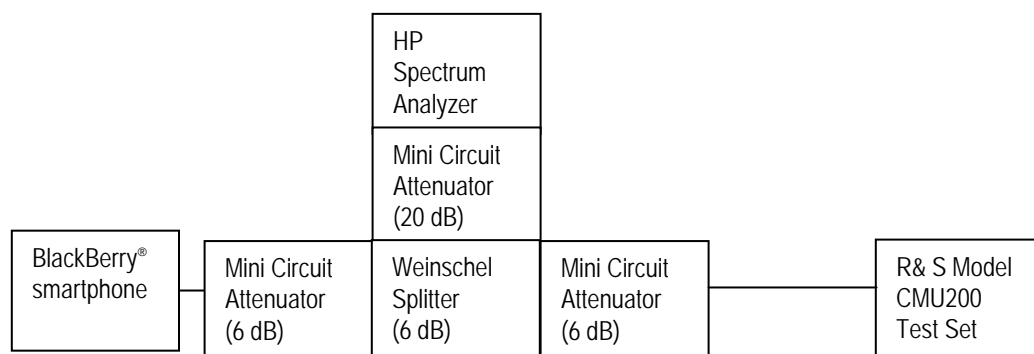 HP
Spectrum
Analyzer
Mini Circuit
Attenuator
(20 dB)
BlackBerry®
smartphone
Mini Circuit
Attenuator
(6 dB)
Weinschel
Splitter
(6 dB)
Mini Circuit
Attenuator
(6 dB)
R& S Model
CMU200
Test Set